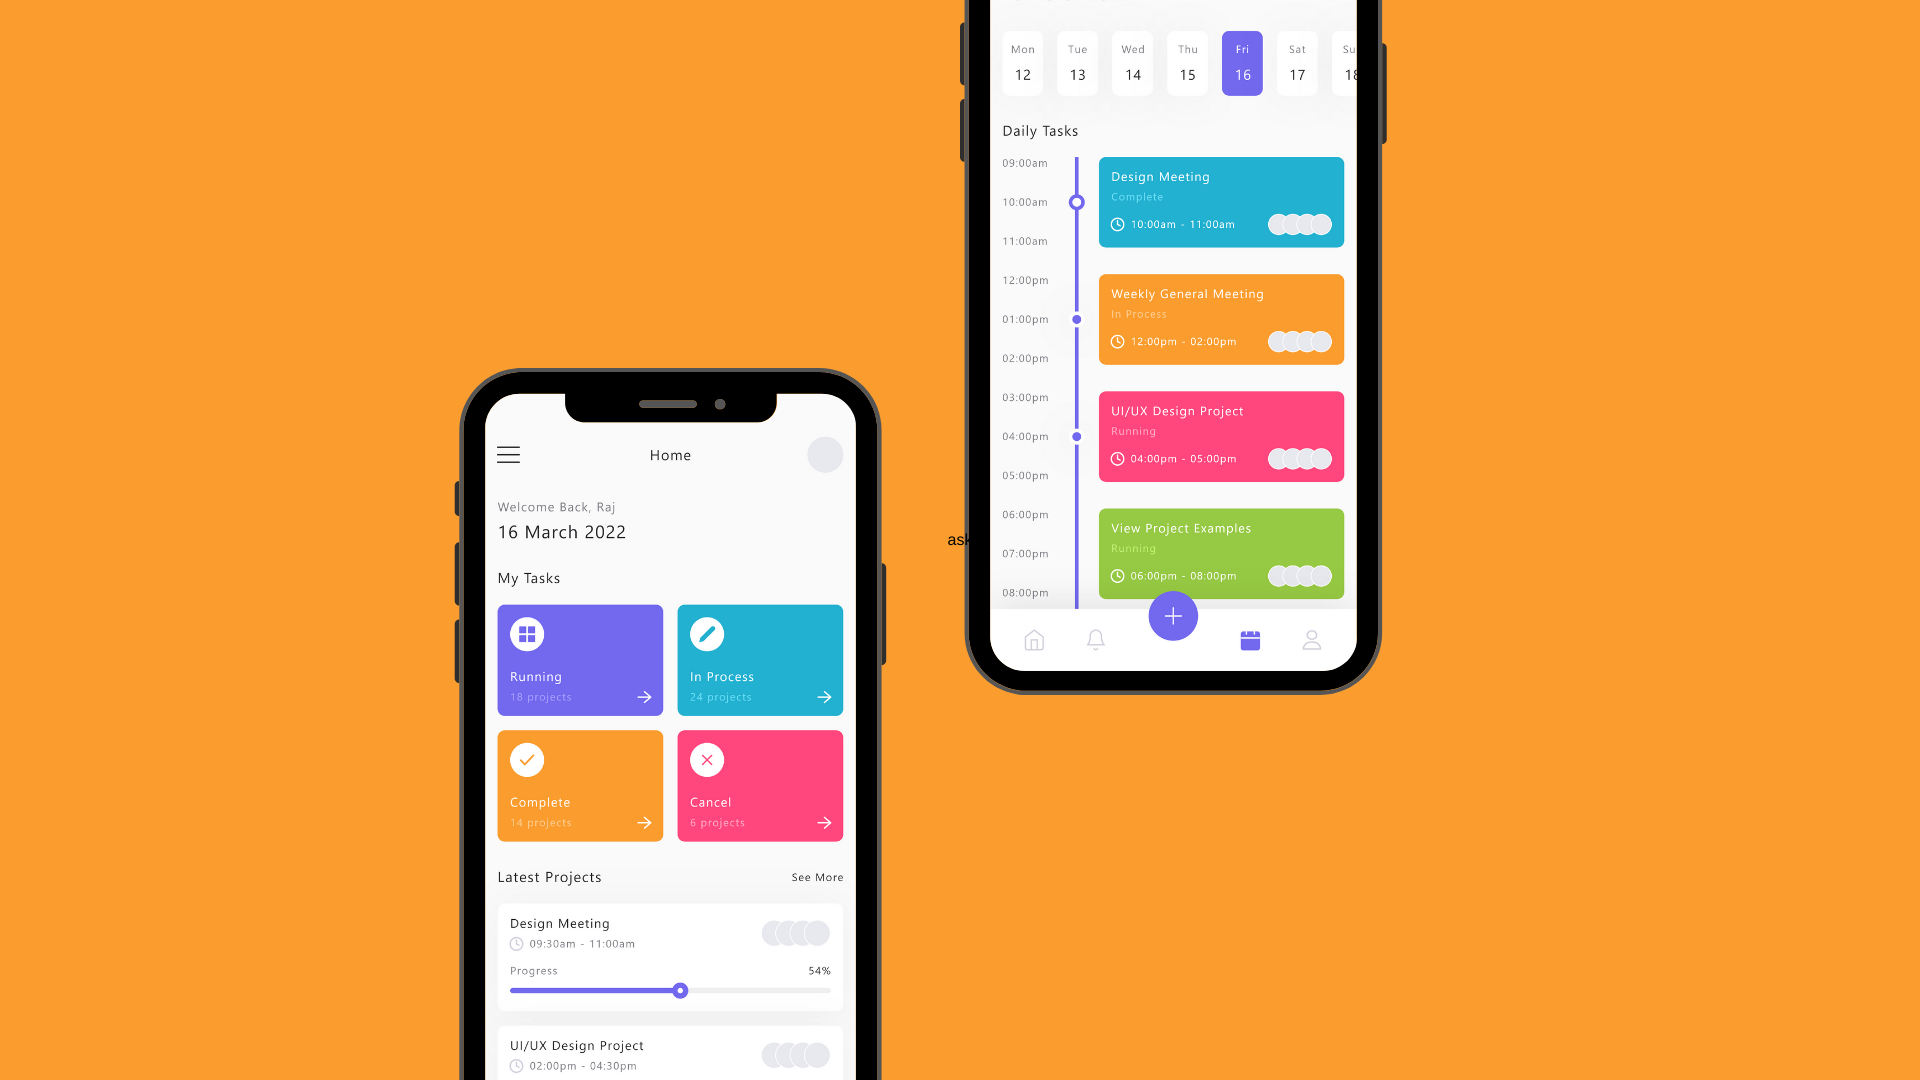 Home
Welcome Back, Raj
16 March 2022
My Tasks
Running
18 projects
In Process
24 projects
Complete
14 projects
Cancel
6 projects
Latest Projects
See More
Design Meeting
09:30am - 11:00am
Progress
54%
UI/UX Design Project
02:00pm - 04:30pm
ask
Mon Tue Wed Thu Fri Sat Su
12 13 14 15 16 17 18
Daily Tasks
09:00am
10:00am
11:00am
12:00pm
01:00pm
02:00pm
03:00pm
04:00pm
05:00pm
06:00pm
07:00pm
08:00pm
Design Meeting
Complete
10:00am - 11:00am
Weekly General Meeting
In Process
12:00pm - 02:00pm
UI/UX Design Project
Running
04:00pm - 05:00pm
View Project Examples
Running
06:00pm - 08:00pm